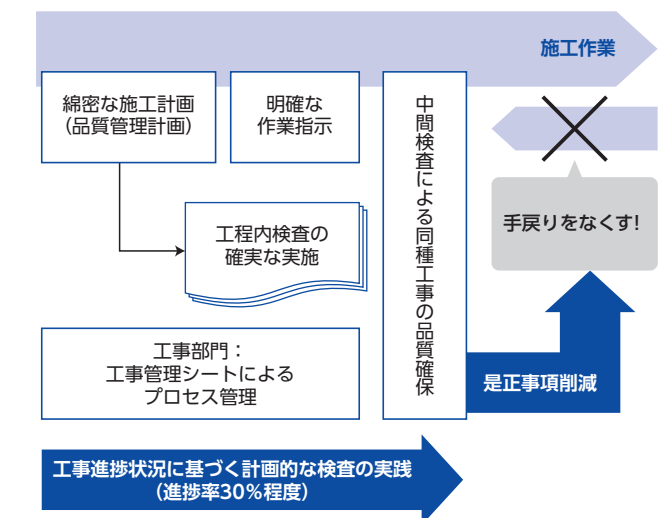 施工作業
綿密な施工計画
(品質管理計画)
明確な
作業指示
中間検査による同種工事の品質確保
手戻りをなくす!
工程内検査の
確実な実施
工事部門：
工事管理シートによる
プロセス管理
是正事項削減
工事進捗状況に基づく計画的な検査の実践
(進捗率30%程度)